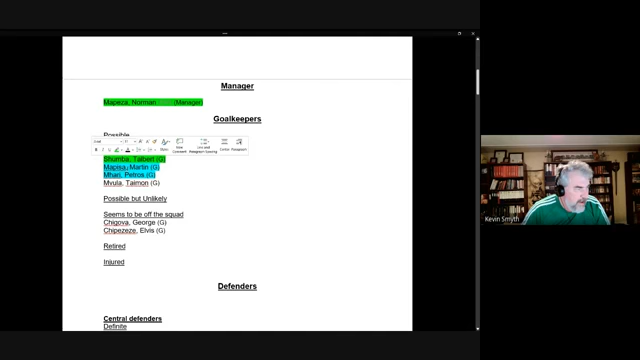 Manager
Mapeza, Norman (Manager)
Goalkeepers
Possible
Shumba, Talbert (G)
Mapisa, Martin (G)
Mhari, Petros (G)
Mvula, Taimon (G)
Possible but Unlikely
Seems to be off the squad
Chigova, George (G)
Chipezeze, Elvis (G)
Retired
Injured
Defenders
Central defenders
Definite
Kevin Smyth